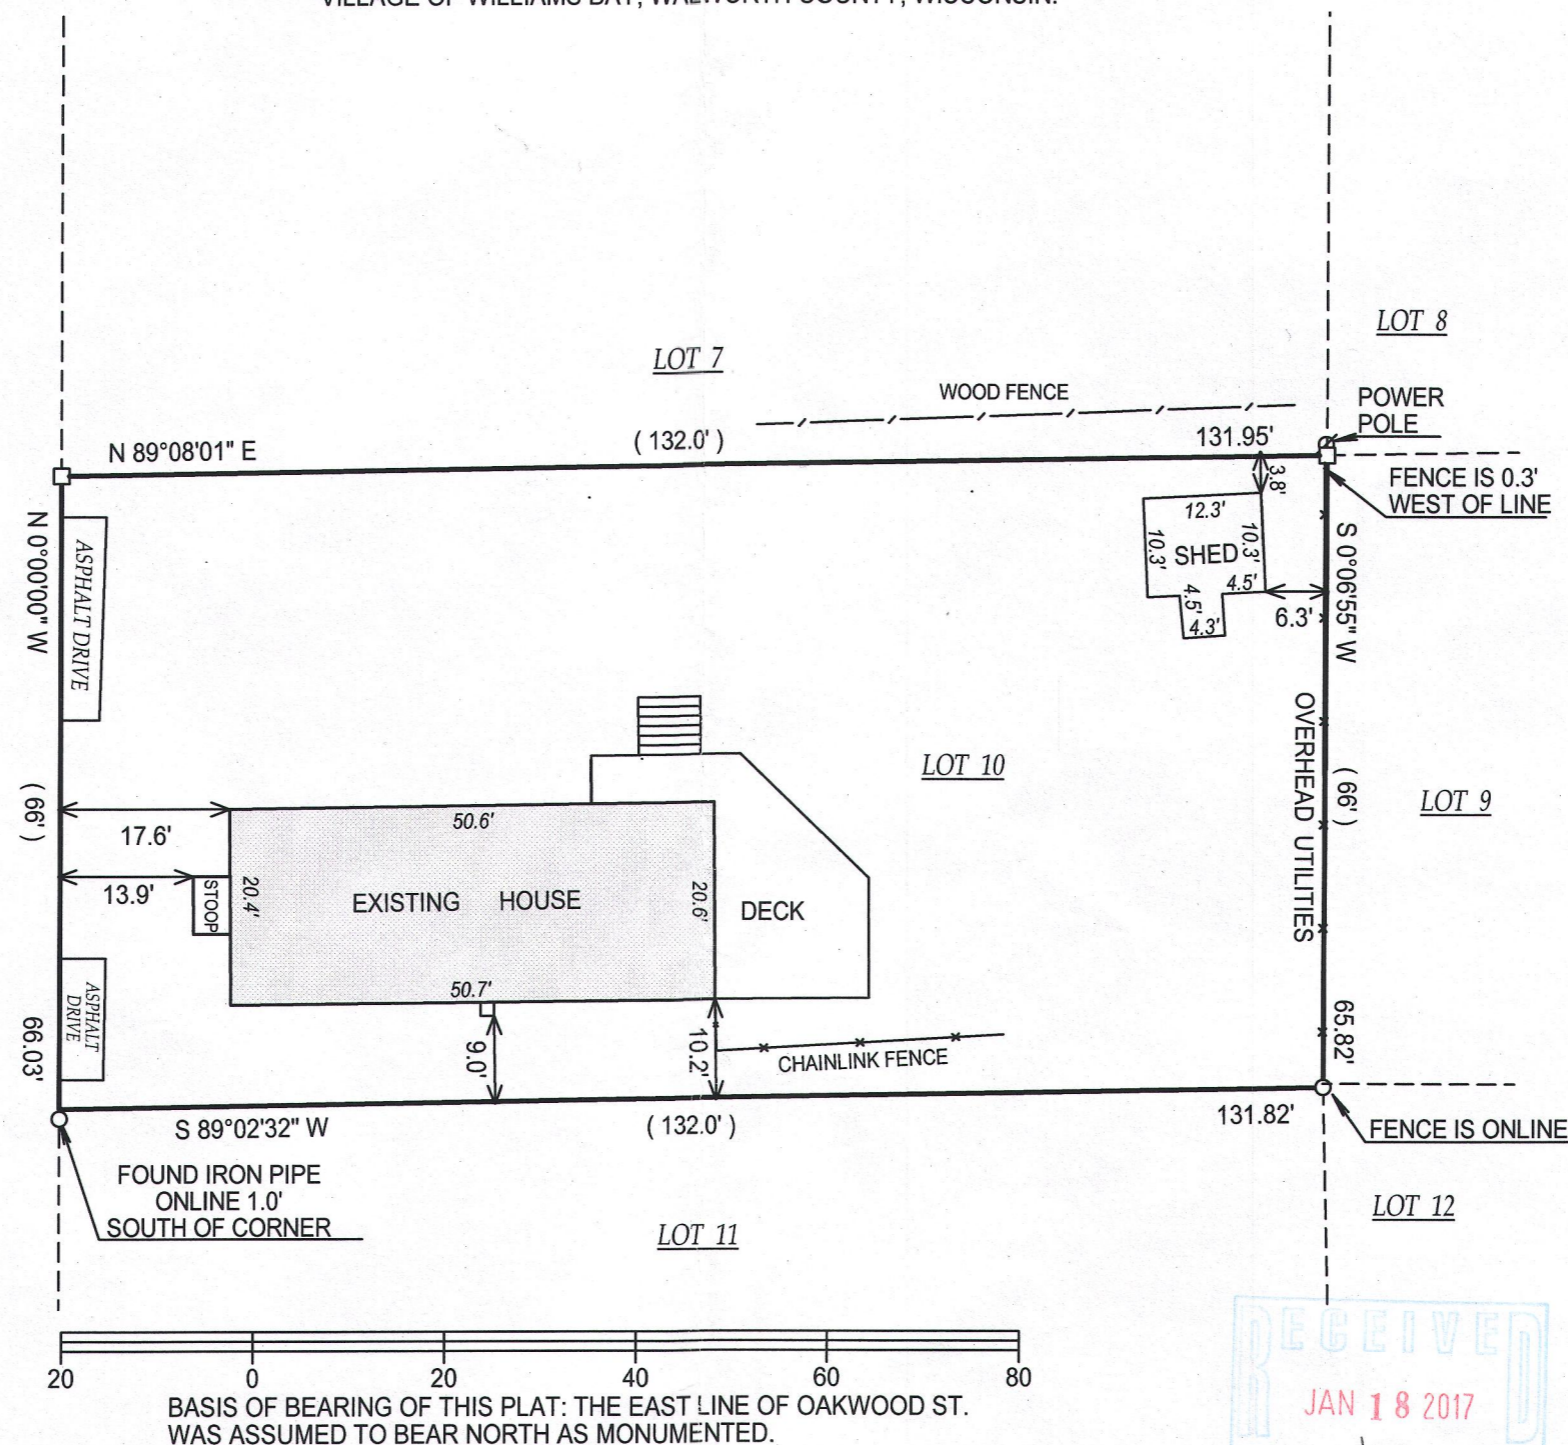 VILLAGE OF WILLIAMS BAY, WALWORTH COUNTY, WISCONSIN.
LOT 8
LOT 7
WOOD FENCE
POWER
POLE
N 89°08'01" E
( 132.0' )
131.95'
FENCE IS 0.3'
WEST OF LINE
3.8'
12.3'
10.3'
SHED
10.3'
4.5'
4.5'
4.3'
6.3'
N 0°00'00" W
ASPHALT DRIVE
S 0°06'55" W
OVERHEAD UTILITIES
LOT 10
( 66' )
LOT 9
( 66' )
17.6'
50.6'
13.9'
STOOP
20.4'
EXISTING HOUSE
20.6'
DECK
50.7'
ASPHALT
DRIVE
66.03'
9.0'
10.2'
CHAINLINK FENCE
65.82'
S 89°02'32" W
( 132.0' )
131.82'
FENCE IS ONLINE
FOUND IRON PIPE
ONLINE 1.0'
SOUTH OF CORNER
LOT 11
LOT 12
20 0 20 40 60 80
BASIS OF BEARING OF THIS PLAT: THE EAST LINE OF OAKWOOD ST.
WAS ASSUMED TO BEAR NORTH AS MONUMENTED.
RECEIVED
JAN 18 2017